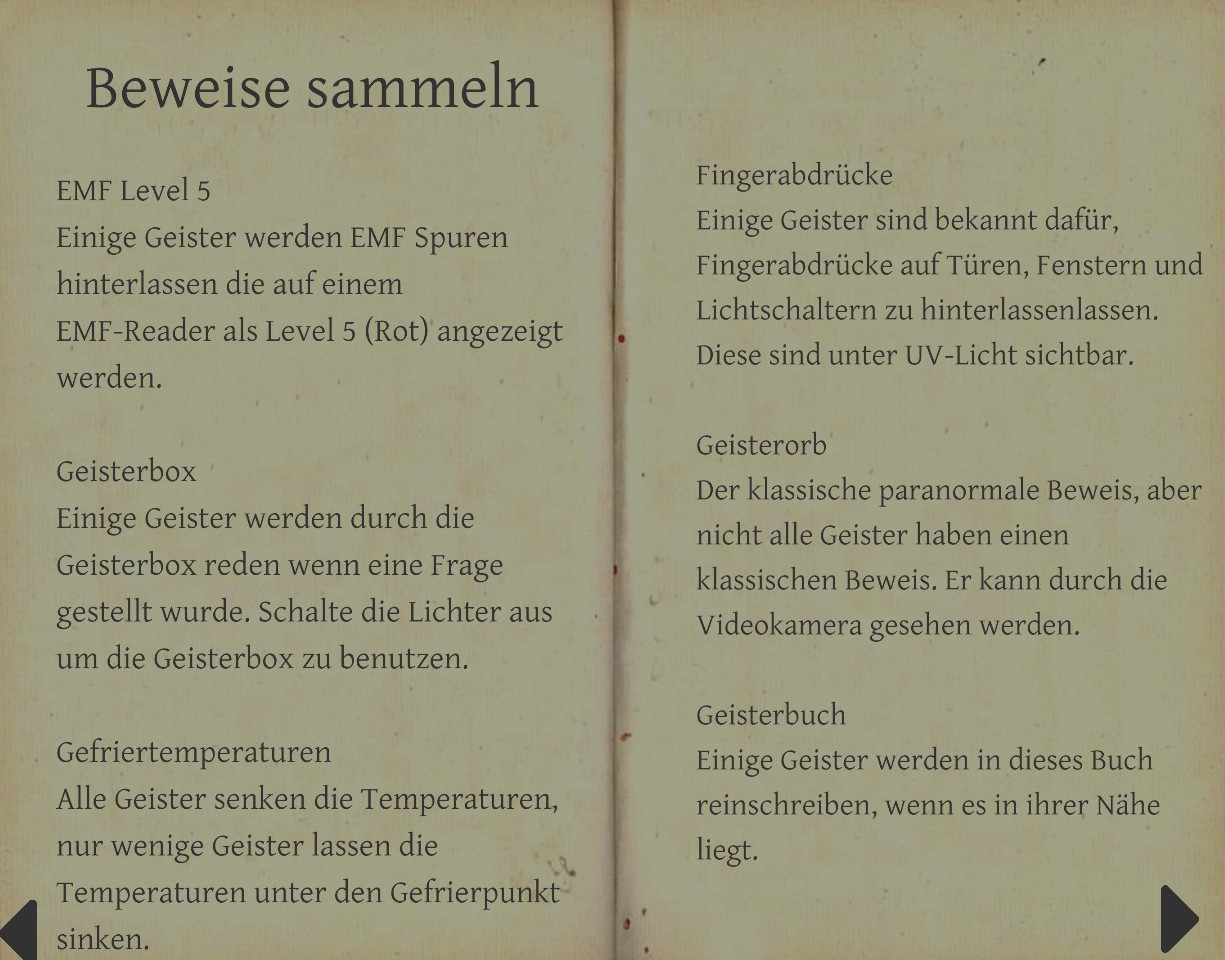 Beweise sammeln
EMF Level 5
Einige Geister werden EMF Spuren
hinterlassen die auf einem
EMF-Reader als Level 5 (Rot) angezeigt
werden.
Geisterbox
Einige Geister werden durch die
Geisterbox reden wenn eine Frage
gestellt wurde. Schalte die Lichter aus
um die Geisterbox zu benutzen.
Gefriertemperaturen
Alle Geister senken die Temperaturen,
nur wenige Geister lassen die
Temperaturen unter den Gefrierpunkt
sinken.
Fingerabdrücke
Einige Geister sind bekannt dafür,
Fingerabdrücke auf Türen, Fenstern und
Lichtschaltern zu hinterlassenlassen.
Diese sind unter UV-Licht sichtbar.
Geisterorb
Der klassische paranormale Beweis, aber
nicht alle Geister haben einen
klassischen Beweis. Er kann durch die
Videokamera gesehen werden.
Geisterbuch
Einige Geister werden in dieses Buch
reinschreiben, wenn es in ihrer Nähe
liegt.